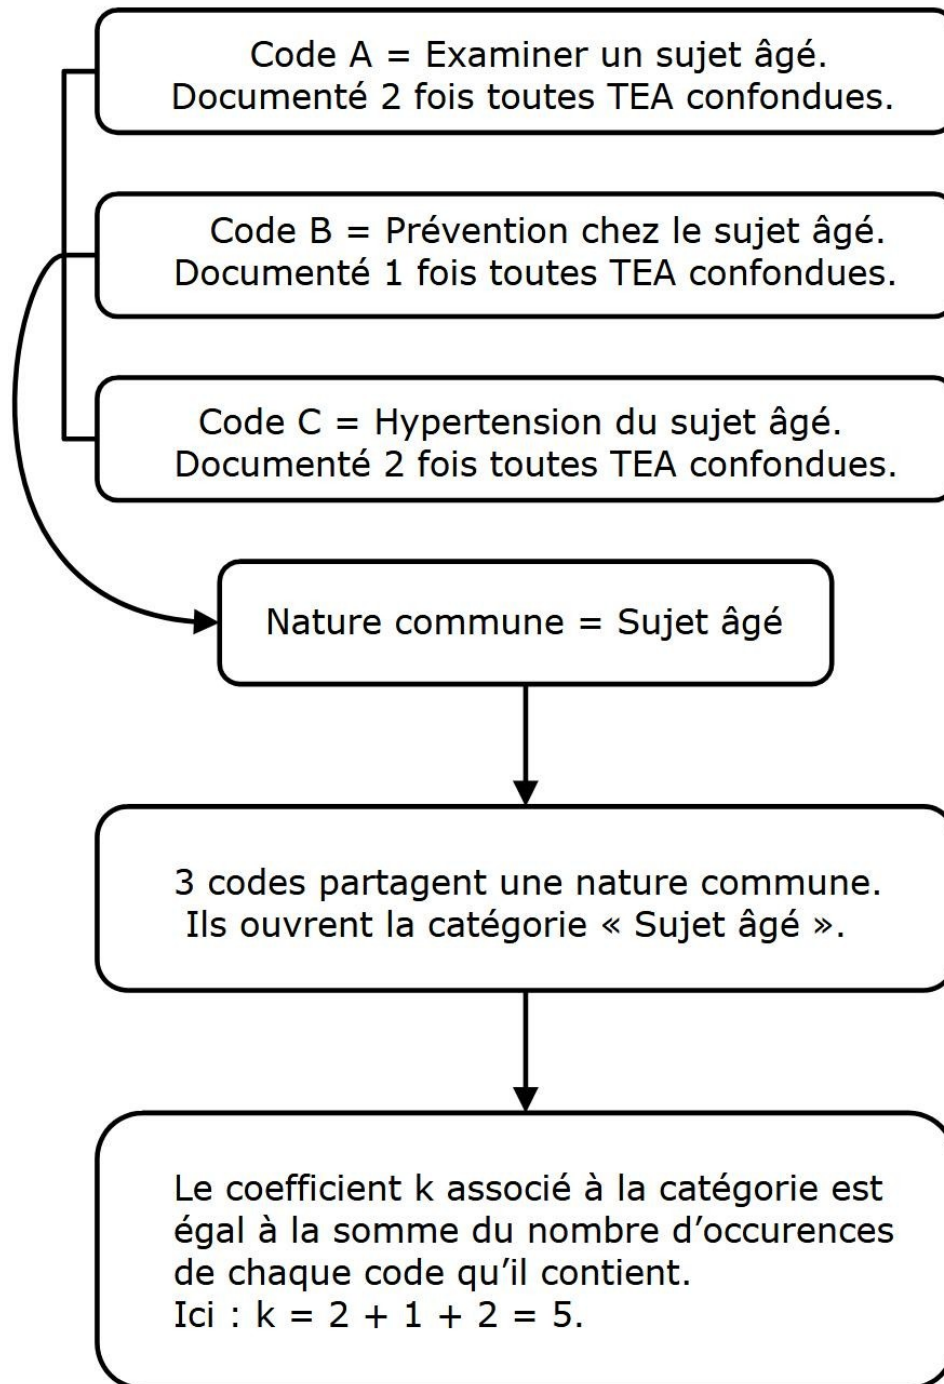 Code A = Examiner un sujet âgé.
Documenté 2 fois toutes TEA confondues.
Code B = Prévention chez le sujet âgé.
Documenté 1 fois toutes TEA confondues.
Code C = Hypertension du sujet âgé.
Documenté 2 fois toutes TEA confondues.
Nature commune = Sujet âgé
3 codes partagent une nature commune.
Ils ouvrent la catégorie « Sujet âgé ».
Le coefficient k associé à la catégorie est
égal à la somme du nombre d’occurences
de chaque code qu’il contient.
Ici : k = 2 + 1 + 2 = 5.